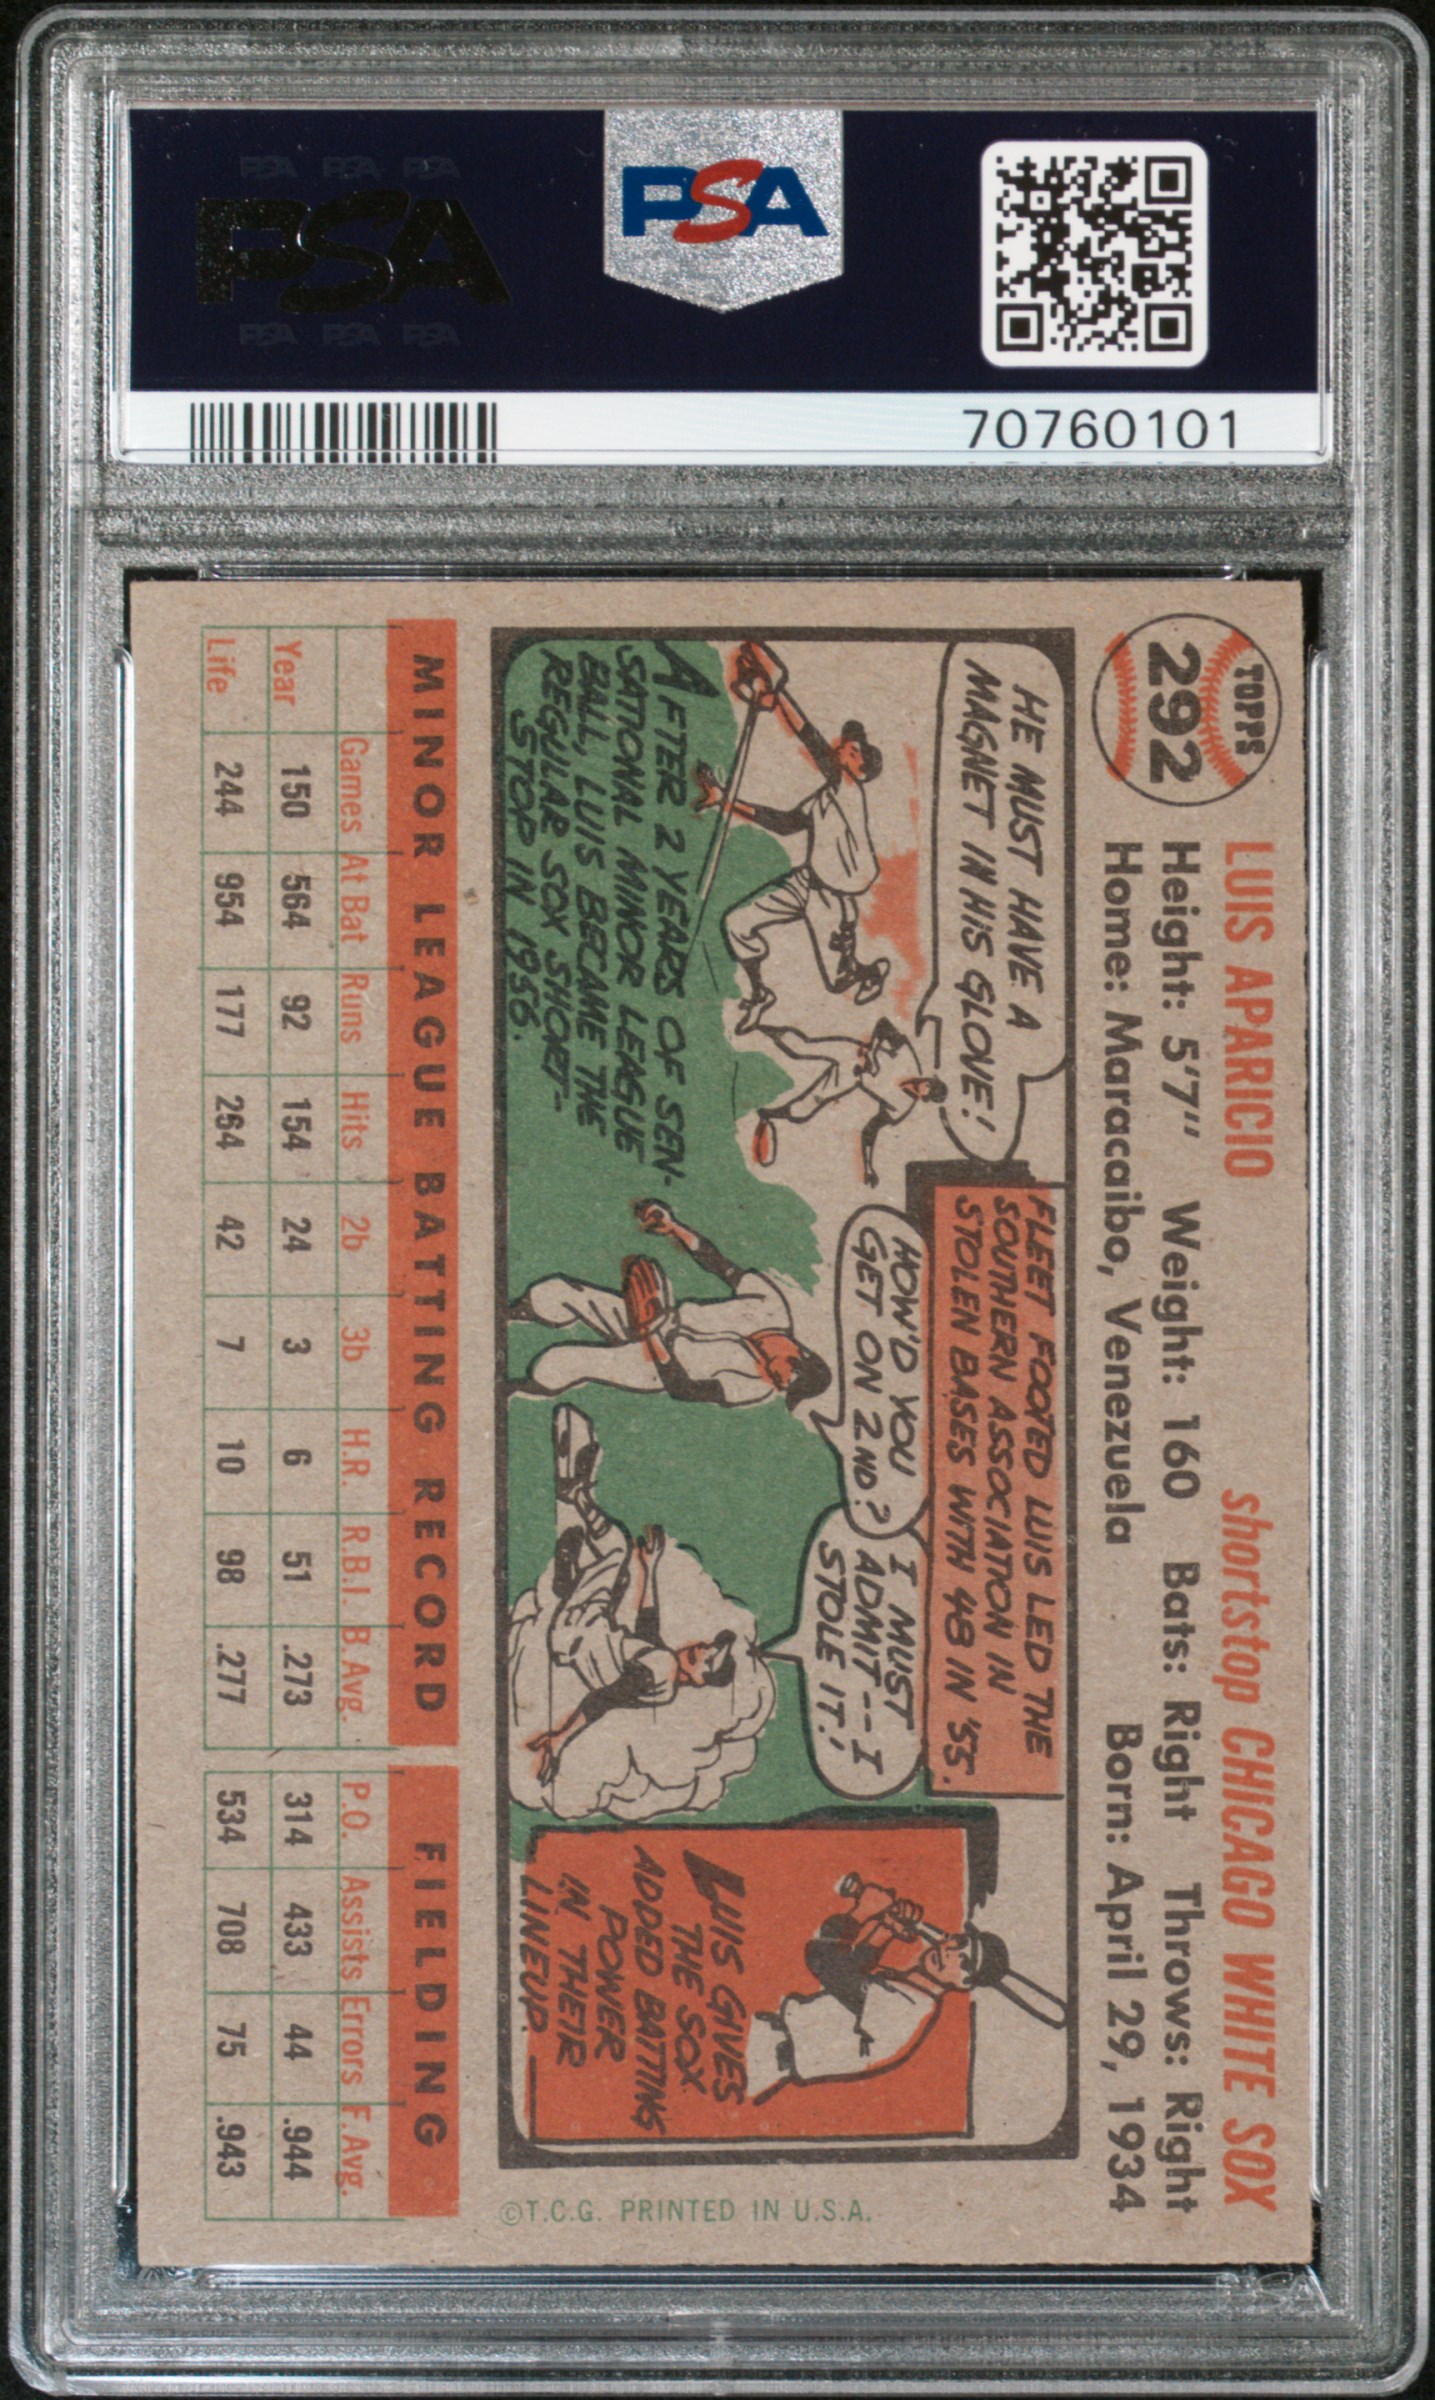 PSA PSA PSA
PSA
PSA PSA PSA
PSA
70760101
TOPPS
292
LUIS APARICIO shortstop CHICAGO WHITE SOX
Height: 5'7" Weight: 160 Bats: Right Throws: Right
Home: Maracaibo, Venezuela Born: April 29, 1934
HE MUST HAVE A
MAGNET IN HIS GLOVE!
AFTER 2 YEARS OF SEN-
SATIONAL MINOR LEAGUE
BALL, LUIS BECAME THE
REGULAR SOX SHORT-
STOP IN 1956.
FLEET FOOTED LUIS LED THE
SOUTHERN ASSOCIATION IN
STOLEN BASES WITH 48 IN '55.
HOW'D YOU
GET ON 2ND?
I MUST
ADMIT--I
STOLE IT!
LUIS GIVES
THE SOX
ADDED BATTING
POWER
IN THEIR
LINEUP.
MINOR LEAGUE BATTING RECORD FIELDING
Games At Bat Runs Hits 2b 3b H.R. R.B.I. B. Avg. P.O. Assists Errors F. Avg.
Year 150 564 92 154 24 3 6 51 .273 314 433 44 .944
Life 244 954 177 264 42 7 10 98 .277 534 708 75 .943
©T.C.G. PRINTED IN U.S.A.
PSA